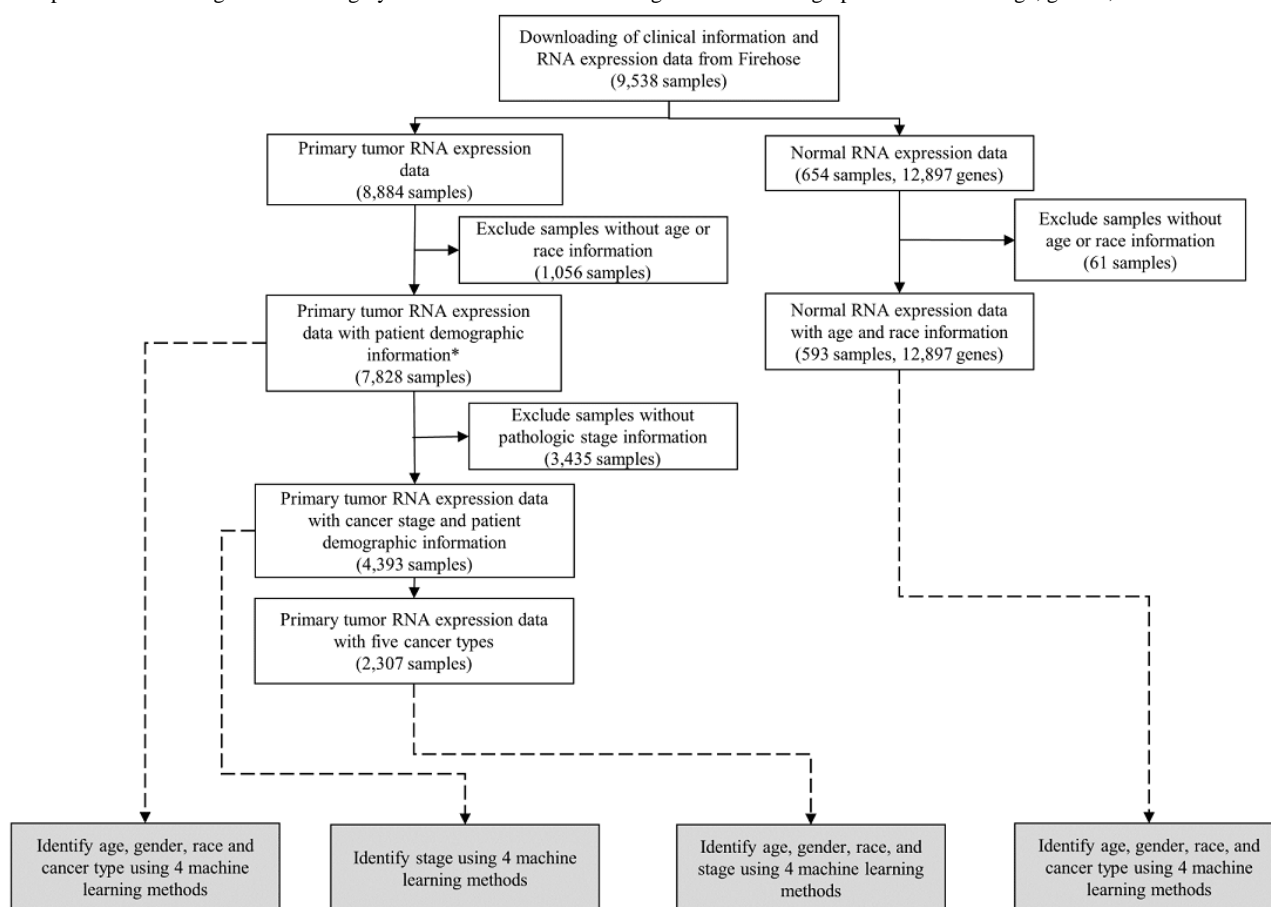 Downloading of clinical information and
RNA expression data from Firehose
(9,538 samples)
Primary tumor RNA expression
data
(8,884 samples)
Normal RNA expression data
(654 samples, 12,897 genes)
Exclude samples without age or
race information
(1,056 samples)
Exclude samples without
age or race information
(61 samples)
Primary tumor RNA expression
data with patient demographic
information*
(7,828 samples)
Normal RNA expression data
with age and race information
(593 samples, 12,897 genes)
Exclude samples without
pathologic stage information
(3,435 samples)
Primary tumor RNA expression data
with cancer stage and patient
demographic information
(4,393 samples)
Primary tumor RNA expression data
with five cancer types
(2,307 samples)
Identify age, gender, race and
cancer type using 4 machine
learning methods
Identify stage using 4 machine
learning methods
Identify age, gender, race, and
stage using 4 machine learning
methods
Identify age, gender, race, and
cancer type using 4 machine
learning methods